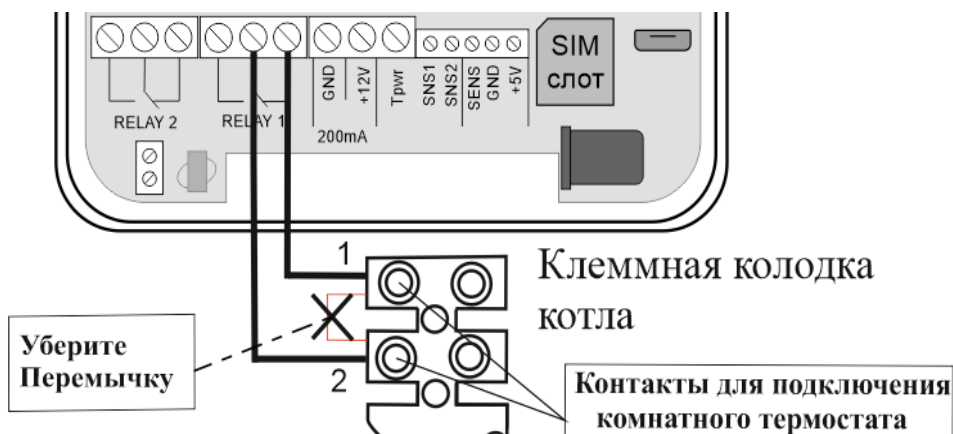 SIM
слот
GND
+12V
Tpwr
SNS1
SNS2
SENS
GND
+5V
RELAY 2
RELAY 1
200mA
1
Клеммная колодка
котла
Уберите
Перемычку
2
Контакты для подключения
комнатного термостата